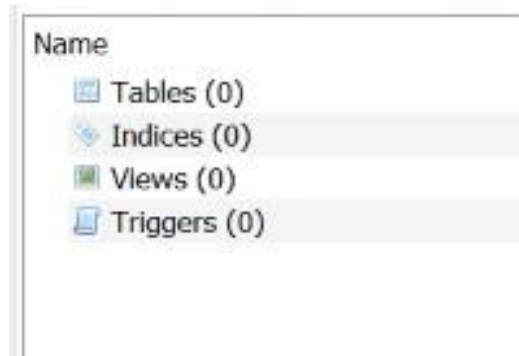 Name
Tables (0)
Indices (0)
Views (0)
Triggers (0)